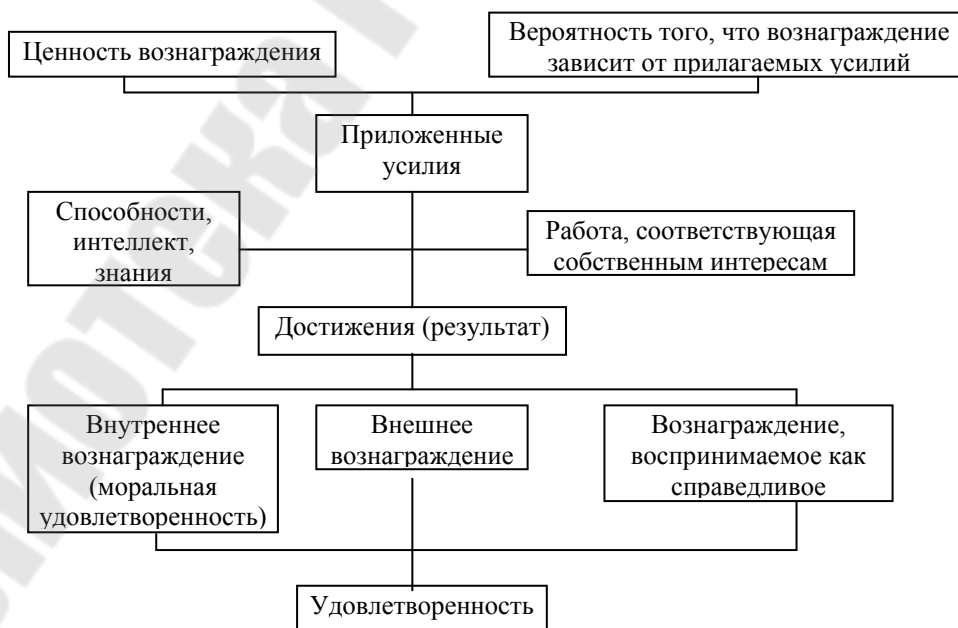 Ценность вознаграждения
Вероятность того, что вознаграждение
зависит от прилагаемых усилий
Приложенные
усилия
Способности,
интеллект,
знания
Работа, соответствующая
собственным интересам
Достижения (результат)
Внутреннее
вознаграждение
(моральная
удовлетворенность)
Внешнее
вознаграждение
Вознаграждение,
воспринимаемое как
справедливое
Удовлетворенность